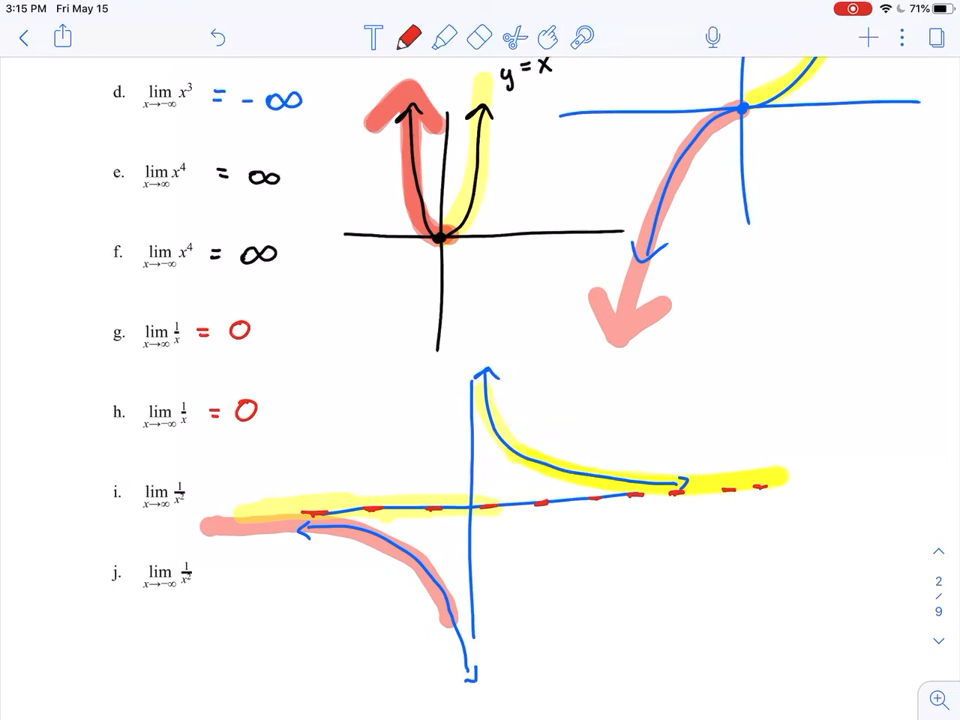 3:15 PM Fri May 15
71%
d. lim x→-∞ x³ = -∞
y = x
e. lim x→∞ x⁴ = ∞
f. lim x→-∞ x⁴ = ∞
g. lim x→∞ 1/x = 0
h. lim x→-∞ 1/x = 0
i. lim x→∞ 1/x²
j. lim x→-∞ 1/x²
2
/
9